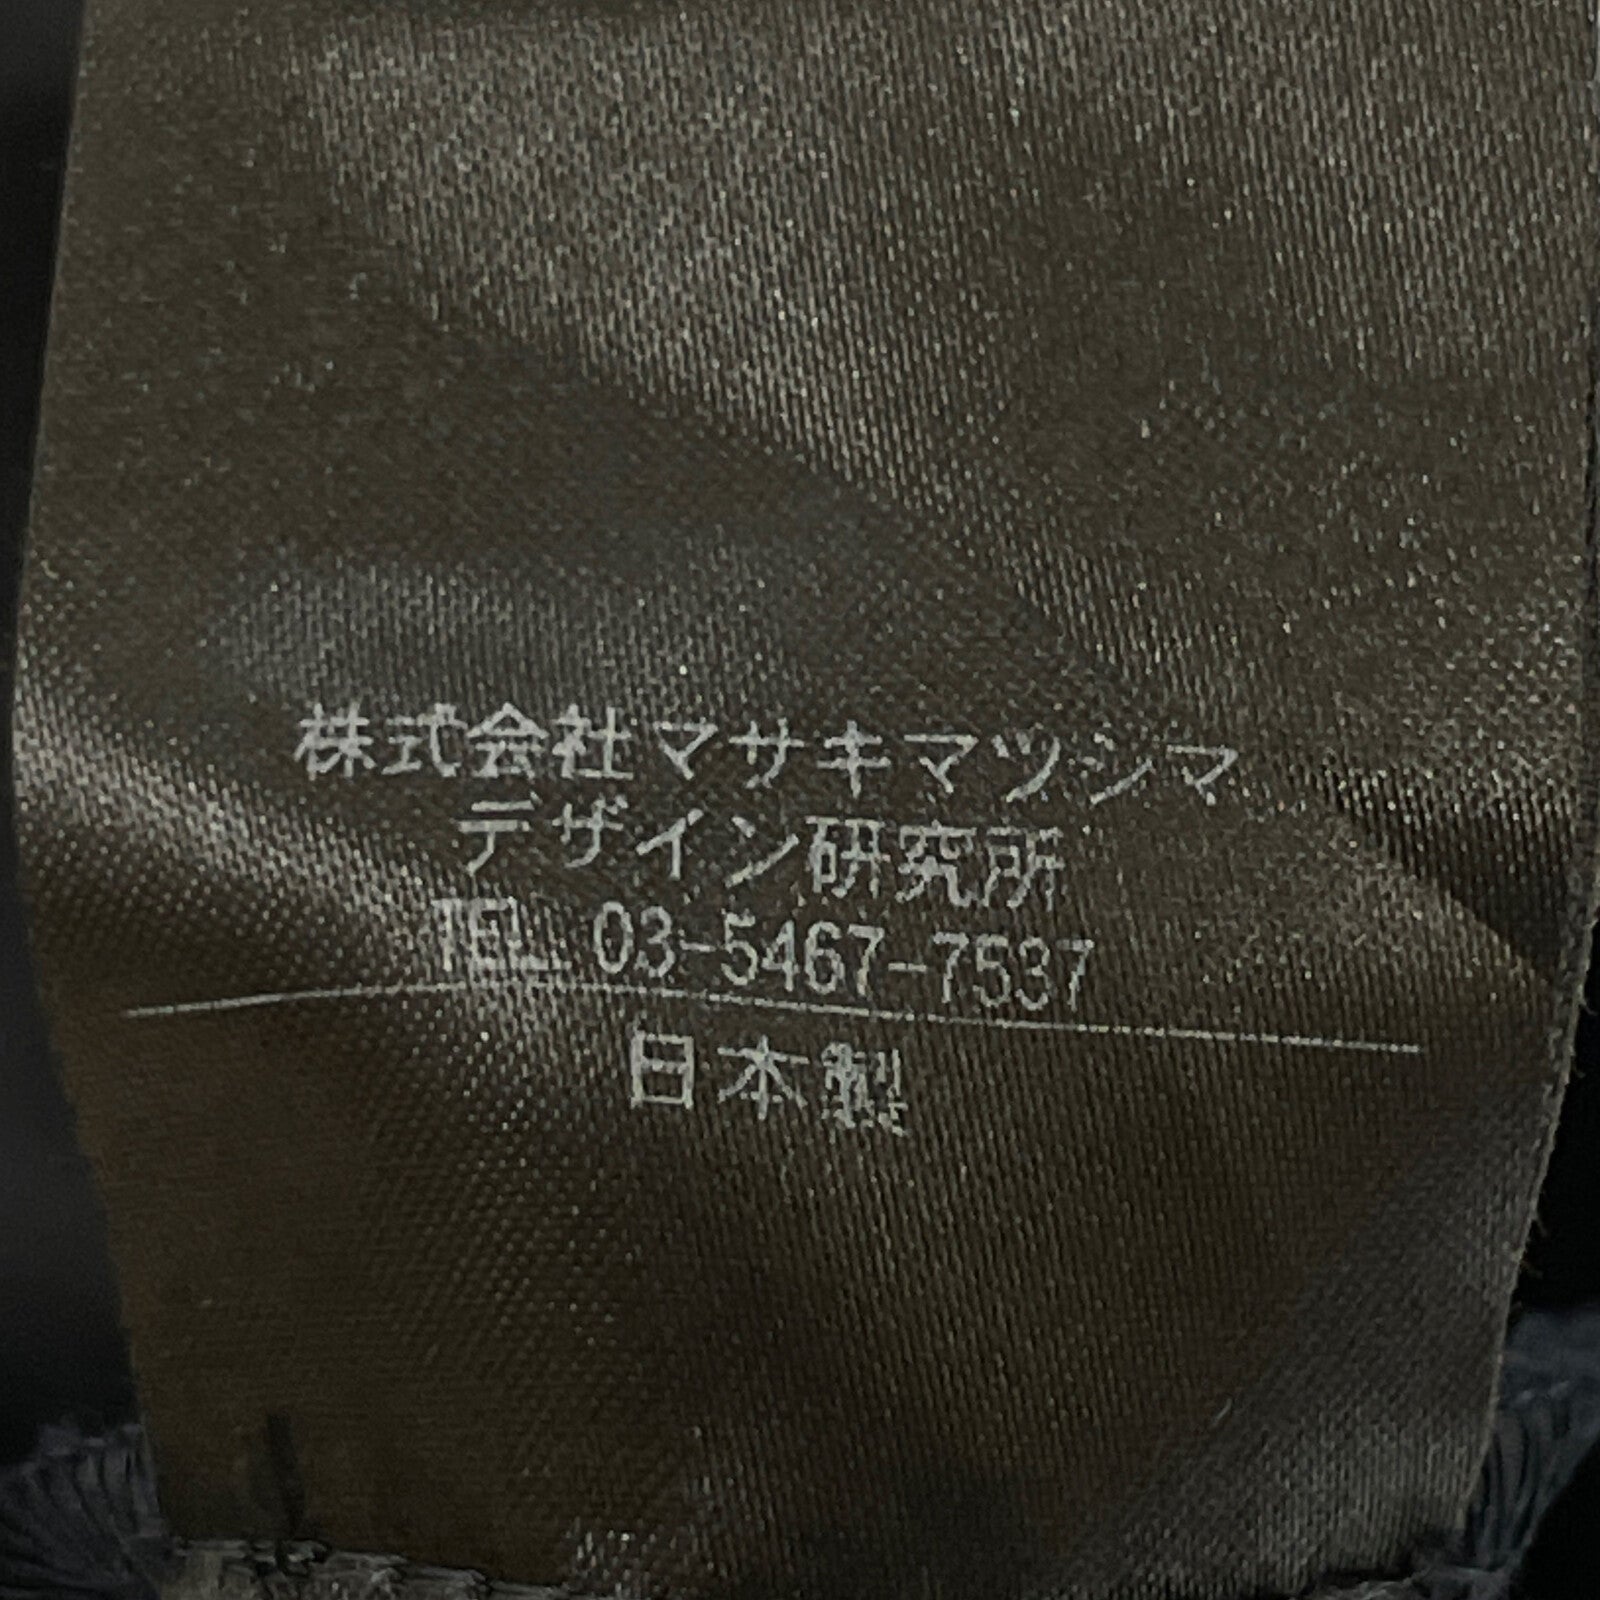 株式会社マサキマツシマ
デザイン研究所
TEL 03-5467-7537
日本製